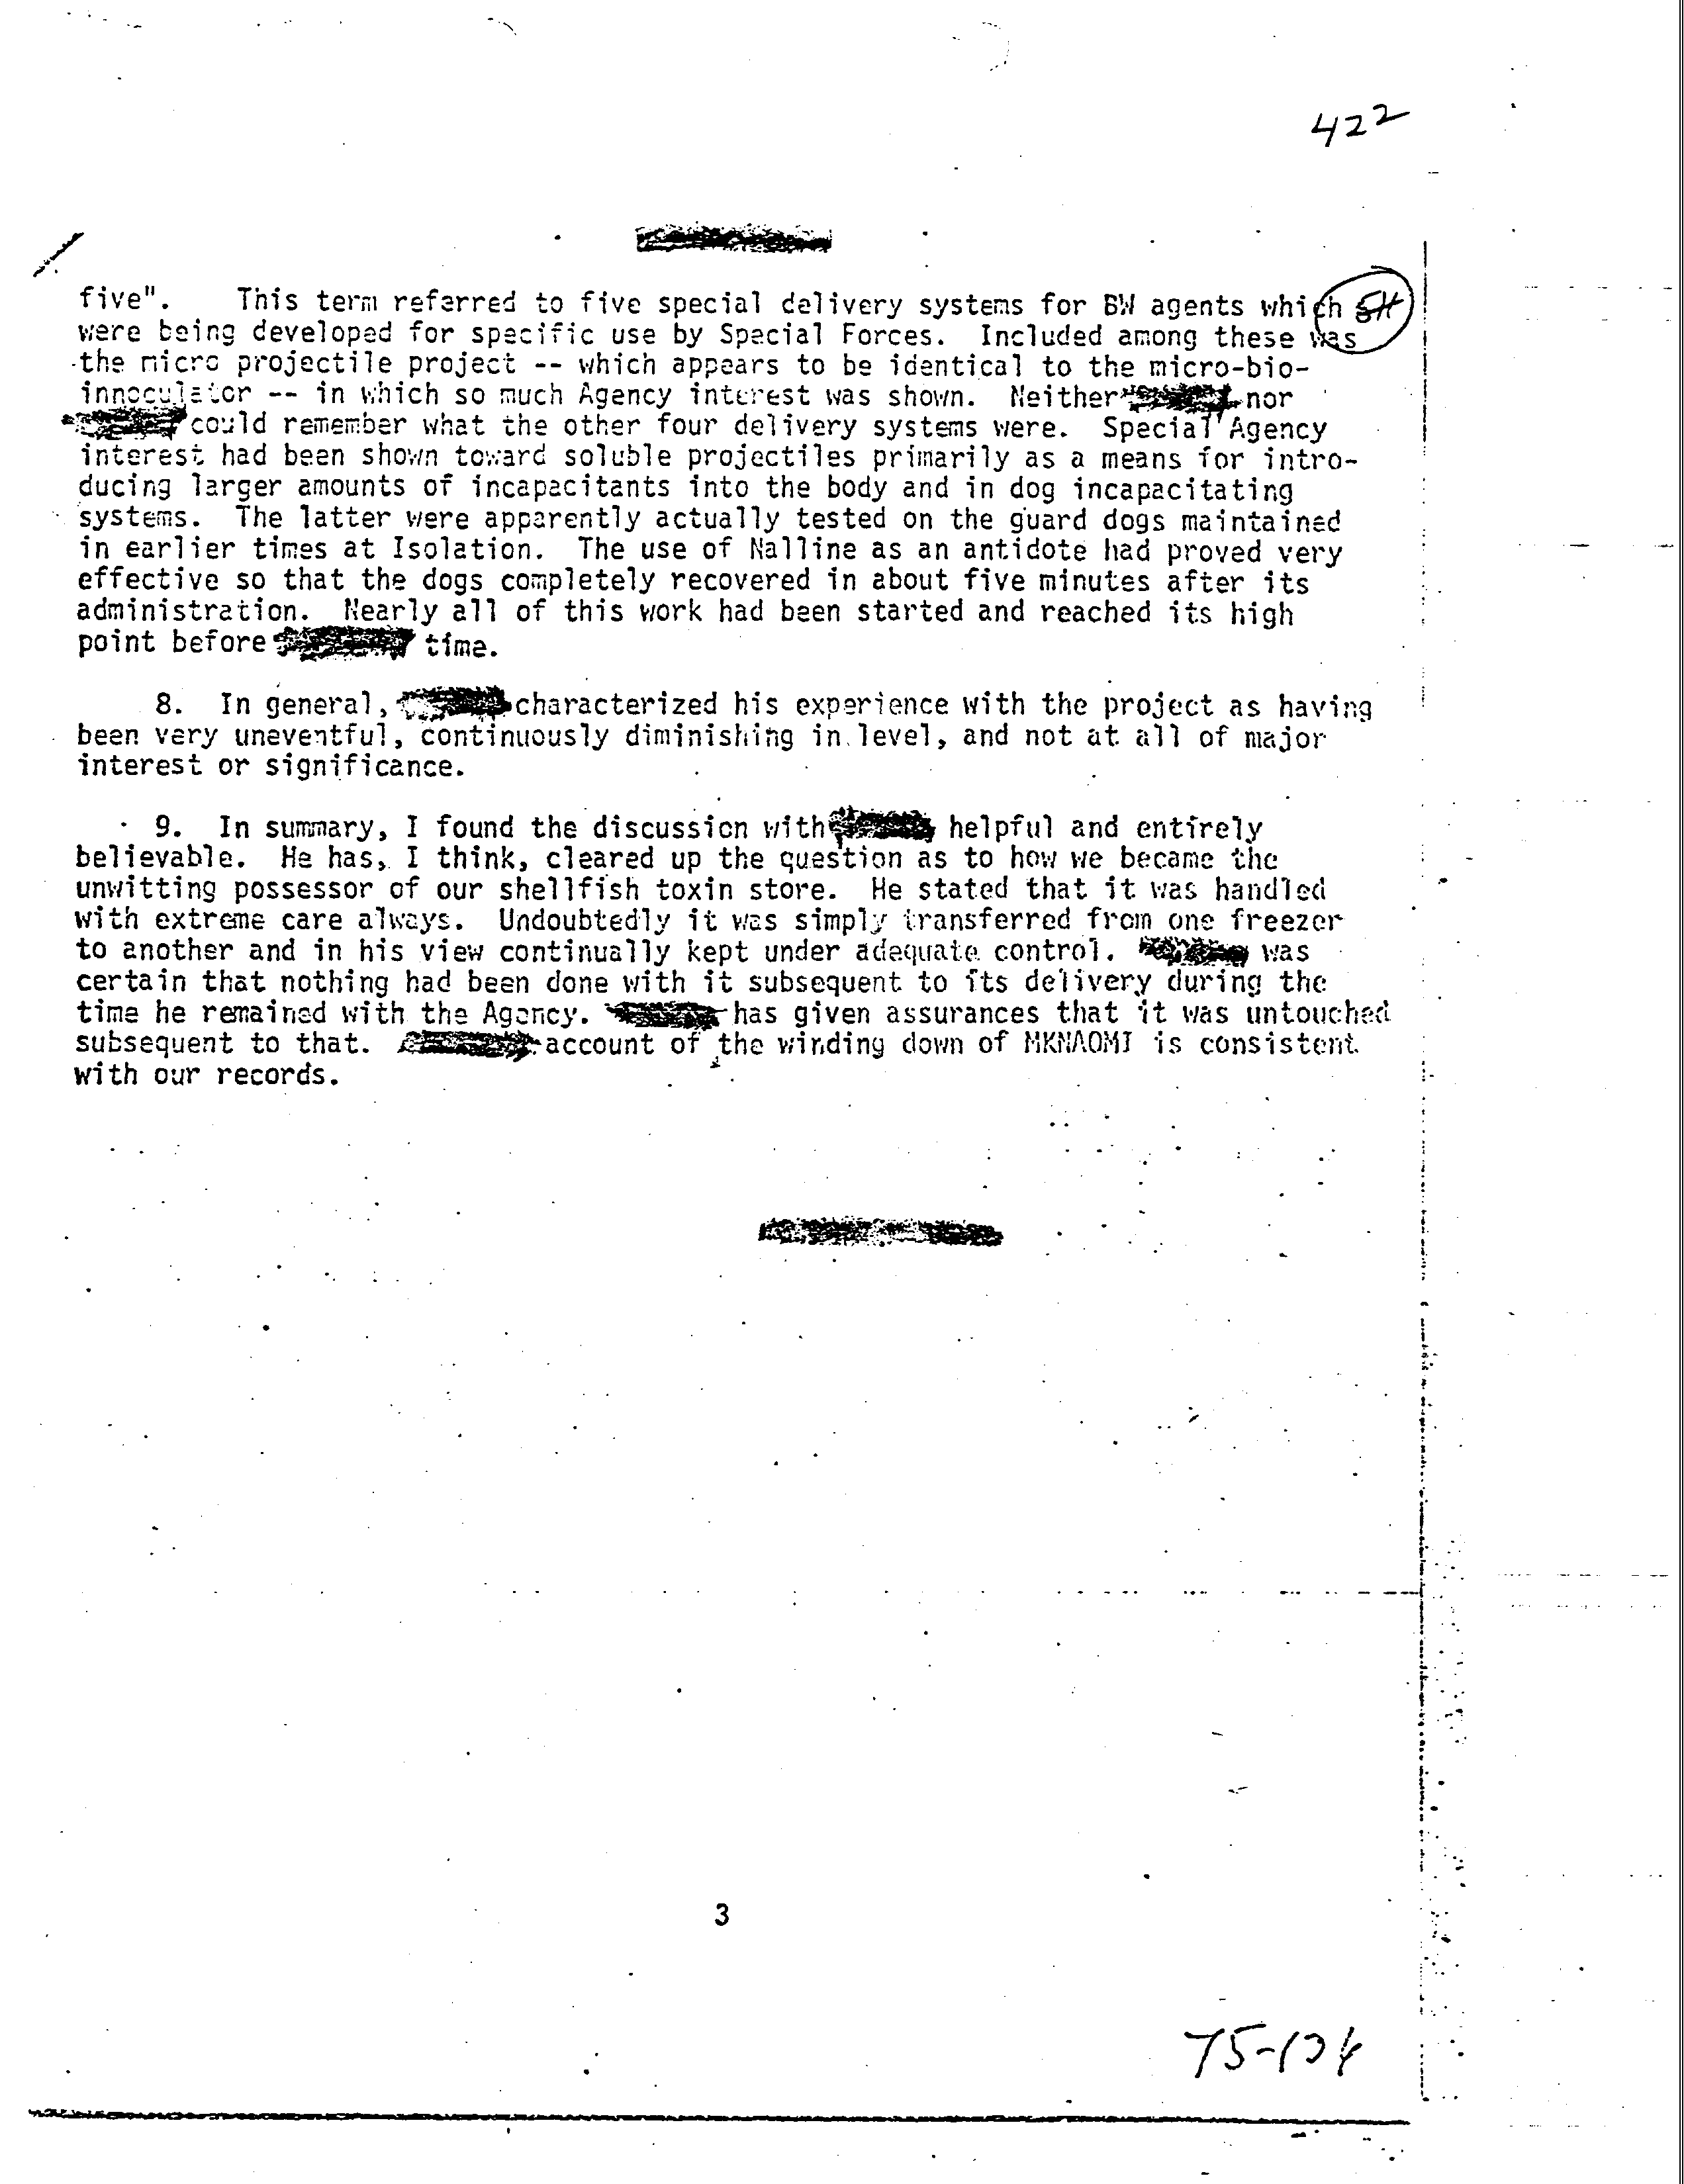 422
five". This term referred to five special delivery systems for BW agents which
SH
were being developed for specific use by Special Forces. Included among these was
the micro projectile project -- which appears to be identical to the micro-bio-
innoculator -- in which so much Agency interest was shown. Neither nor
could remember what the other four delivery systems were. Special Agency
interest had been shown toward soluble projectiles primarily as a means for intro-
ducing larger amounts of incapacitants into the body and in dog incapacitating
systems. The latter were apparently actually tested on the guard dogs maintained
in earlier times at Isolation. The use of Nalline as an antidote had proved very
effective so that the dogs completely recovered in about five minutes after its
administration. Nearly all of this work had been started and reached its high
point before time.
8. In general, characterized his experience with the project as having
been very uneventful, continuously diminishing in level, and not at all of major
interest or significance.
9. In summary, I found the discussion with helpful and entirely
believable. He has, I think, cleared up the question as to how we became the
unwitting possessor of our shellfish toxin store. He stated that it was handled
with extreme care always. Undoubtedly it was simply transferred from one freezer
to another and in his view continually kept under adequate control. was
certain that nothing had been done with it subsequent to its delivery during the
time he remained with the Agency. has given assurances that it was untouched
subsequent to that. account of the winding down of MKNAOMI is consistent
with our records.
3